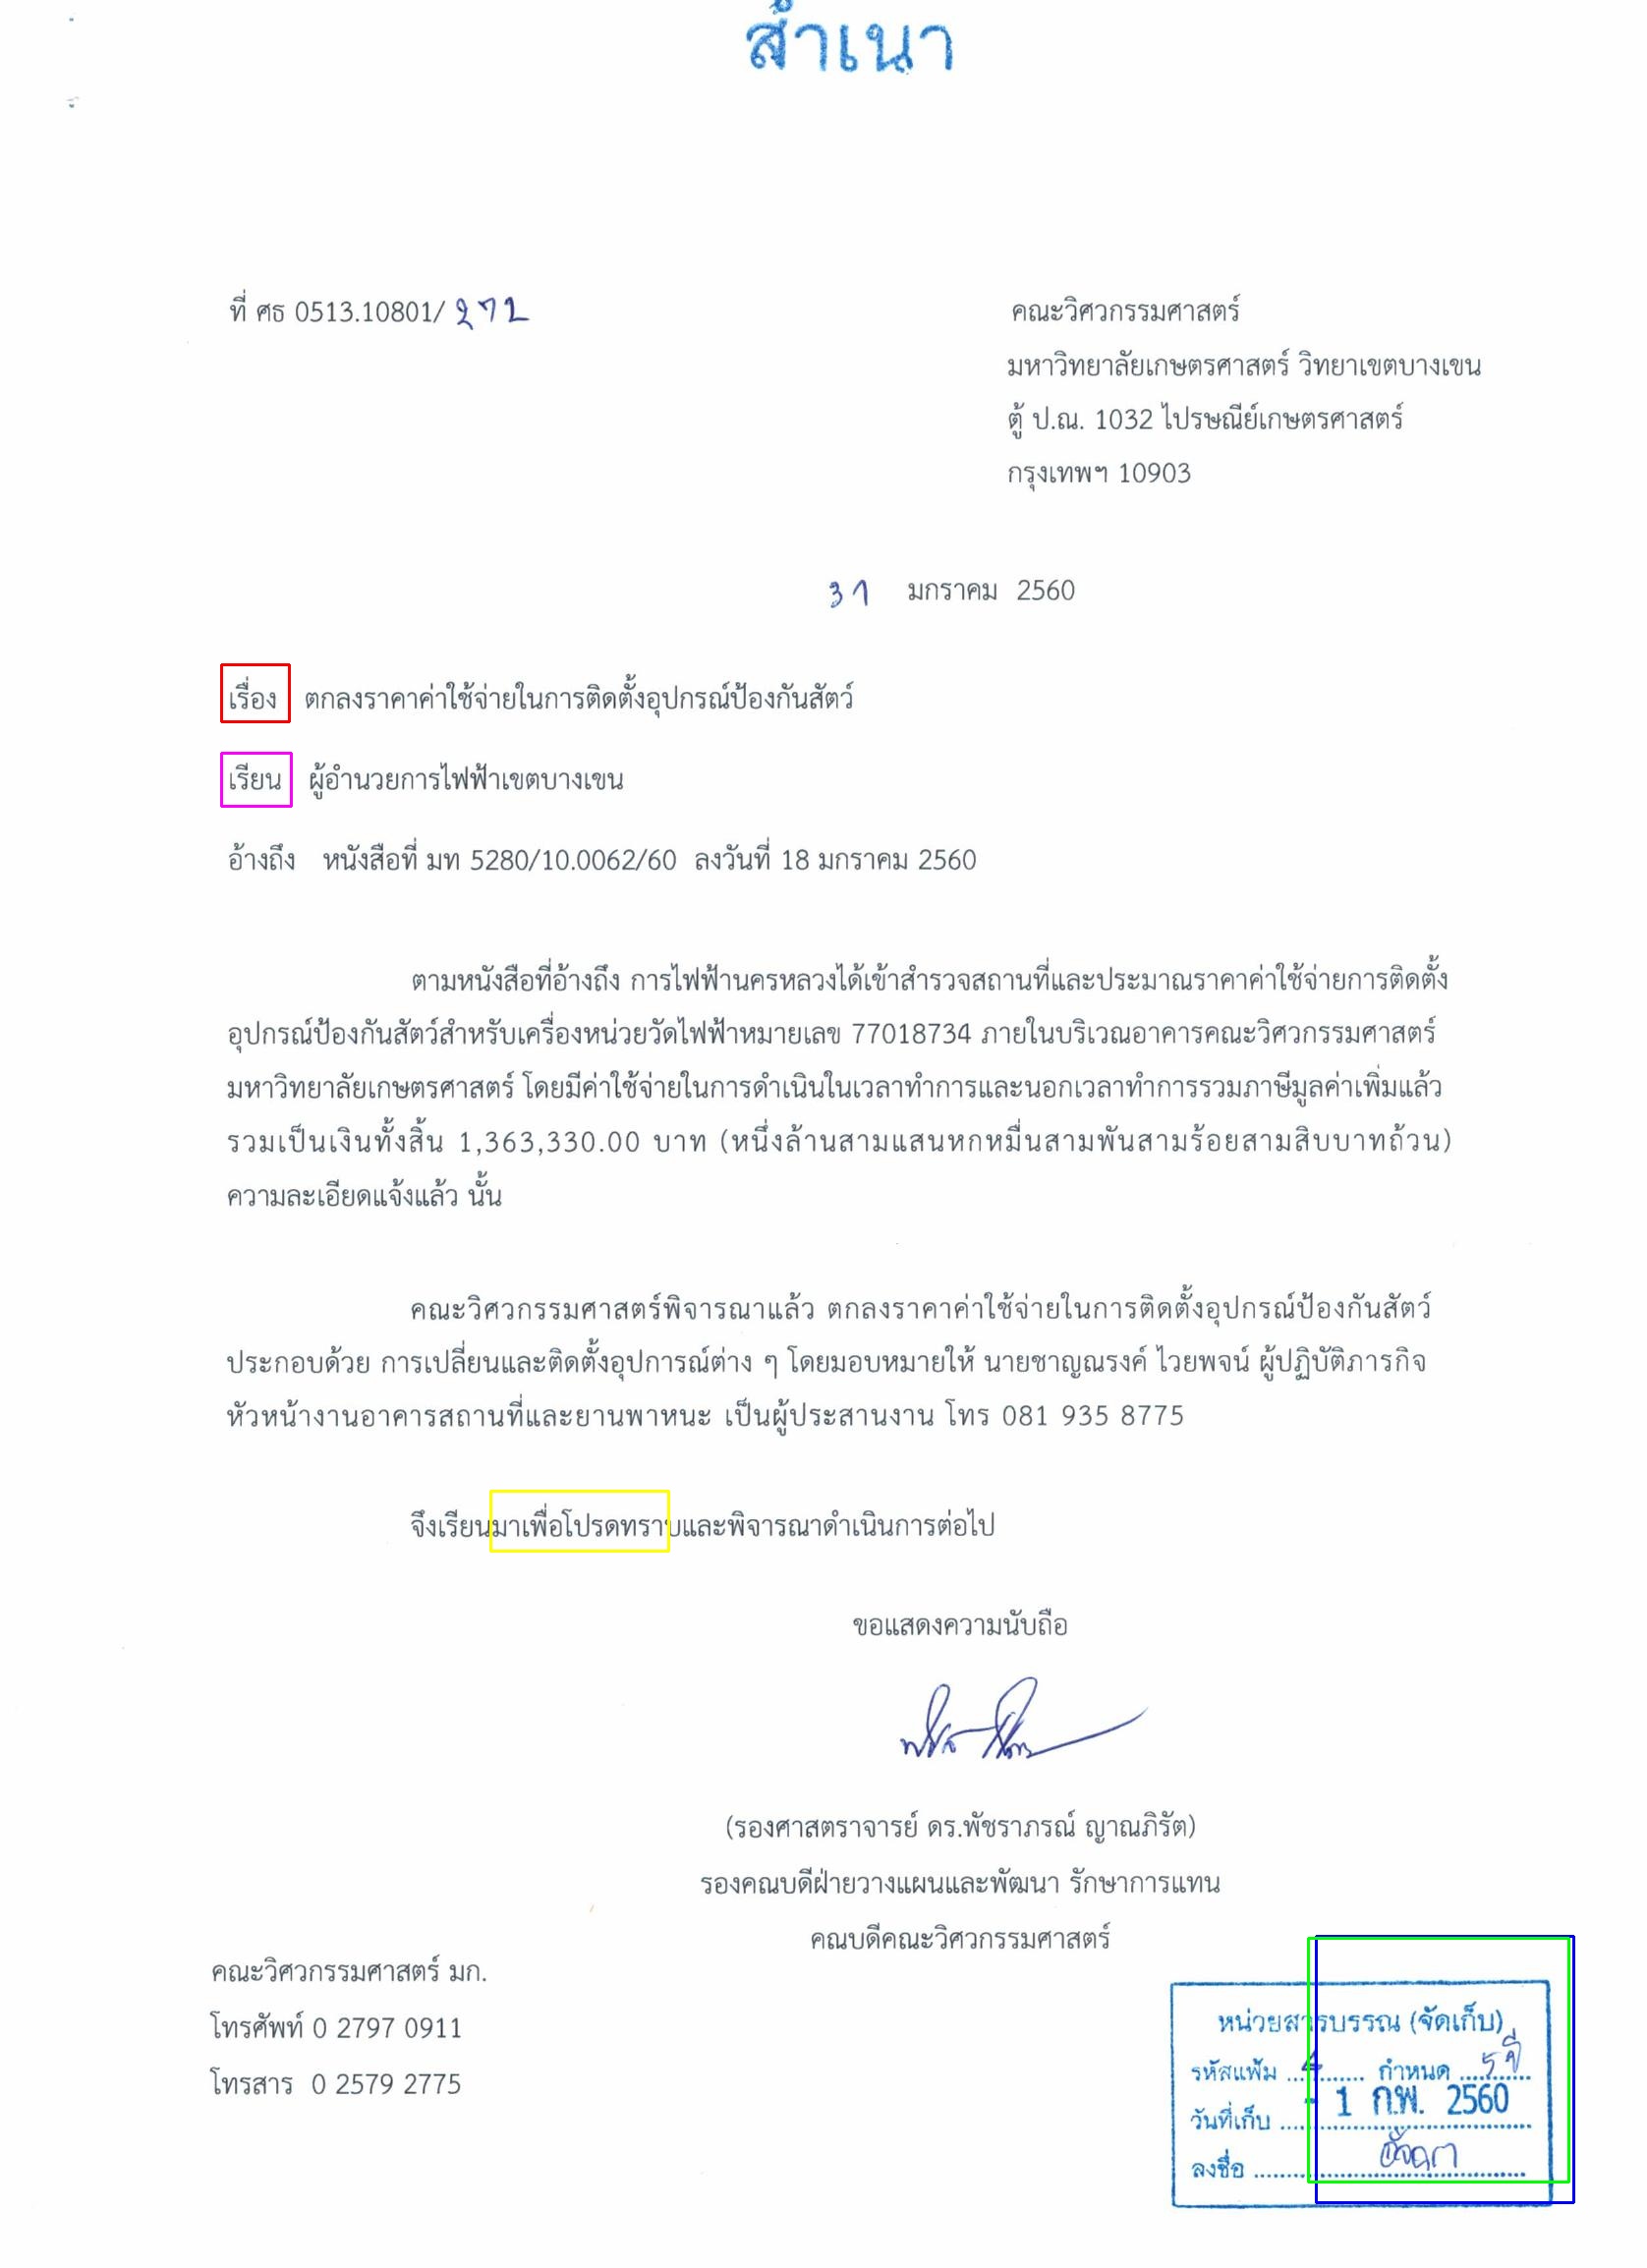 สำเนา
ที่ ศธ 0513.10801/ ๒๗๒
คณะวิศวกรรมศาสตร์
มหาวิทยาลัยเกษตรศาสตร์ วิทยาเขตบางเขน
ตู้ ป.ณ. 1032 ไปรษณีย์เกษตรศาสตร์
กรุงเทพฯ 10903
31 มกราคม 2560
เรื่อง ตกลงราคาค่าใช้จ่ายในการติดตั้งอุปกรณ์ป้องกันสัตว์
เรียน ผู้อำนวยการไฟฟ้าเขตบางเขน
อ้างถึง หนังสือที่ มท 5280/10.0062/60 ลงวันที่ 18 มกราคม 2560
ตามหนังสือที่อ้างถึง การไฟฟ้านครหลวงได้เข้าสำรวจสถานที่และประมาณราคาค่าใช้จ่ายการติดตั้ง
อุปกรณ์ป้องกันสัตว์สำหรับเครื่องหน่วยวัดไฟฟ้าหมายเลข 77018734 ภายในบริเวณอาคารคณะวิศวกรรมศาสตร์
มหาวิทยาลัยเกษตรศาสตร์ โดยมีค่าใช้จ่ายในการดำเนินในเวลาทำการและนอกเวลาทำการรวมภาษีมูลค่าเพิ่มแล้ว
รวมเป็นเงินทั้งสิ้น 1,363,330.00 บาท (หนึ่งล้านสามแสนหกหมื่นสามพันสามร้อยสามสิบบาทถ้วน)
ความละเอียดแจ้งแล้ว นั้น
คณะวิศวกรรมศาสตร์พิจารณาแล้ว ตกลงราคาค่าใช้จ่ายในการติดตั้งอุปกรณ์ป้องกันสัตว์
ประกอบด้วย การเปลี่ยนและติดตั้งอุปการณ์ต่าง ๆ โดยมอบหมายให้ นายชาญณรงค์ ไวยพจน์ ผู้ปฏิบัติภารกิจ
หัวหน้างานอาคารสถานที่และยานพาหนะ เป็นผู้ประสานงาน โทร 081 935 8775
จึงเรียนมาเพื่อโปรดทราบและพิจารณาดำเนินการต่อไป
ขอแสดงความนับถือ
(รองศาสตราจารย์ ดร.พัชราภรณ์ ญาณภิรัต)
รองคณบดีฝ่ายวางแผนและพัฒนา รักษาการแทน
คณบดีคณะวิศวกรรมศาสตร์
คณะวิศวกรรมศาสตร์ มก.
โทรศัพท์ 0 2797 0911
โทรสาร 0 2579 2775
หน่วยสารบรรณ (จัดเก็บ)
รหัสแฟ้ม 4 กำหนด 5 ปี
วันที่เก็บ - 1 ก.พ. 2560
ลงชื่อ